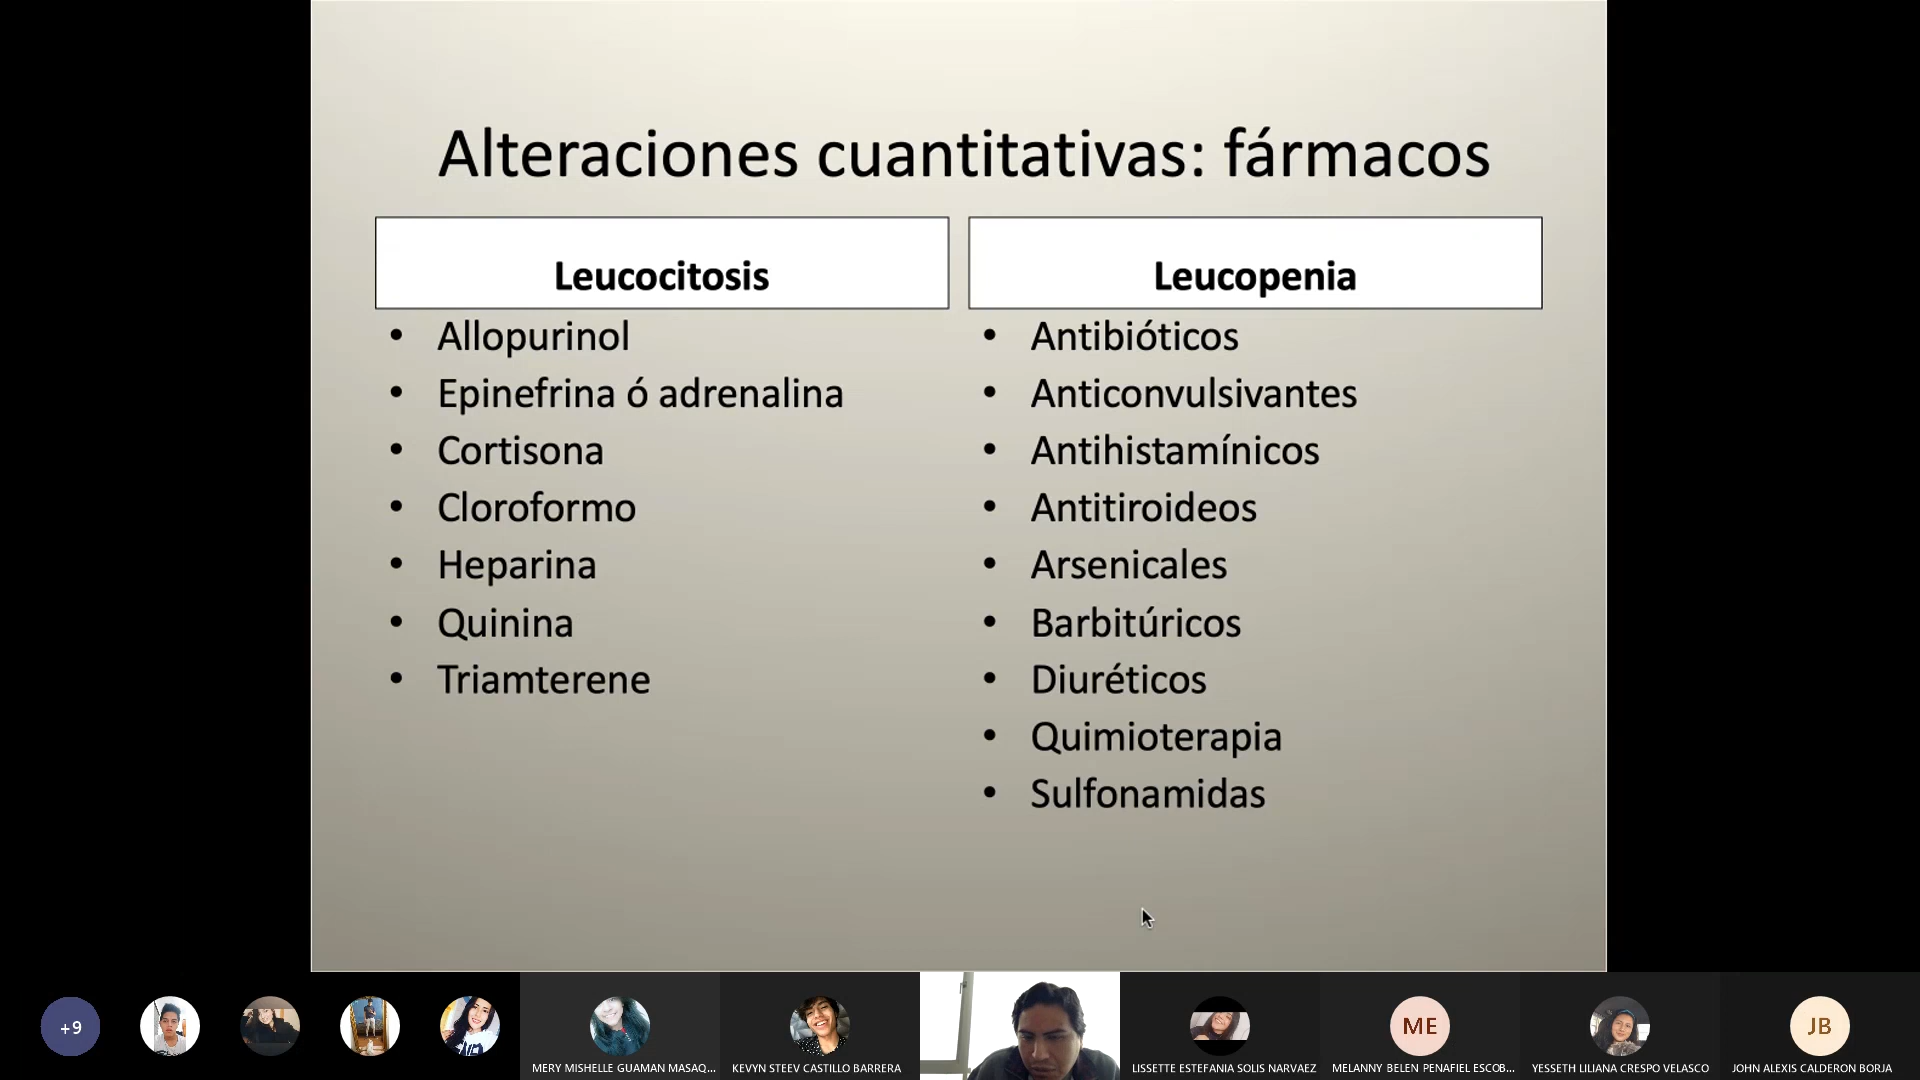 Alteraciones cuantitativas: fármacos
Leucocitosis
• Allopurinol
• Epinefrina ó adrenalina
• Cortisona
• Cloroformo
• Heparina
• Quinina
• Triamterene
Leucopenia
• Antibióticos
• Anticonvulsivantes
• Antihistamínicos
• Antitiroideos
• Arsenicales
• Barbitúricos
• Diuréticos
• Quimioterapia
• Sulfonamidas
+9
MERY MISHELLE GUAMAN MASAQ...
KEVYN STEEV CASTILLO BARRERA
LISSETTE ESTEFANIA SOLIS NARVAEZ
ME
MELANNY BELEN PENAFIEL ESCOB...
YESSETH LILIANA CRESPO VELASCO
JB
JOHN ALEXIS CALDERON BORJA